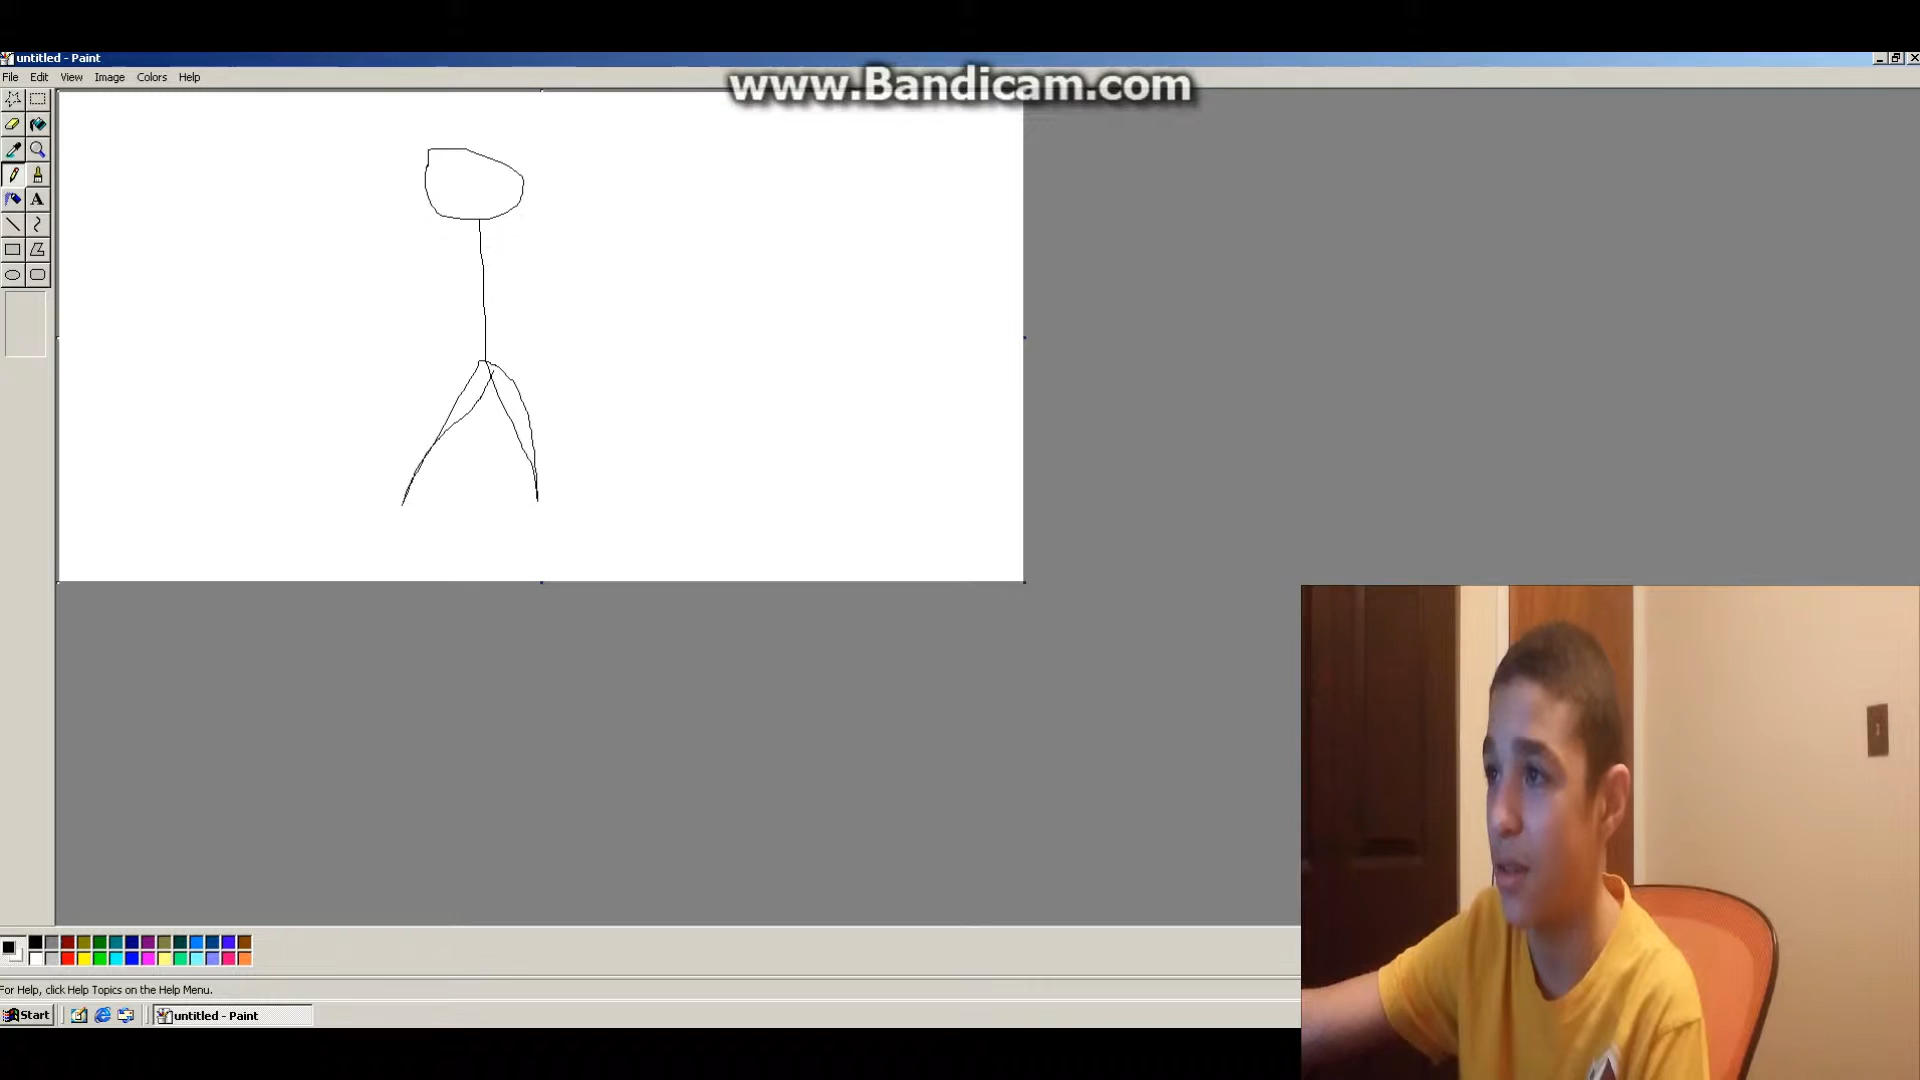 untitled - Paint
File Edit View Image Colors Help
www.Bandicam.com
A
For Help, click Help Topics on the Help Menu.
Start untitled - Paint